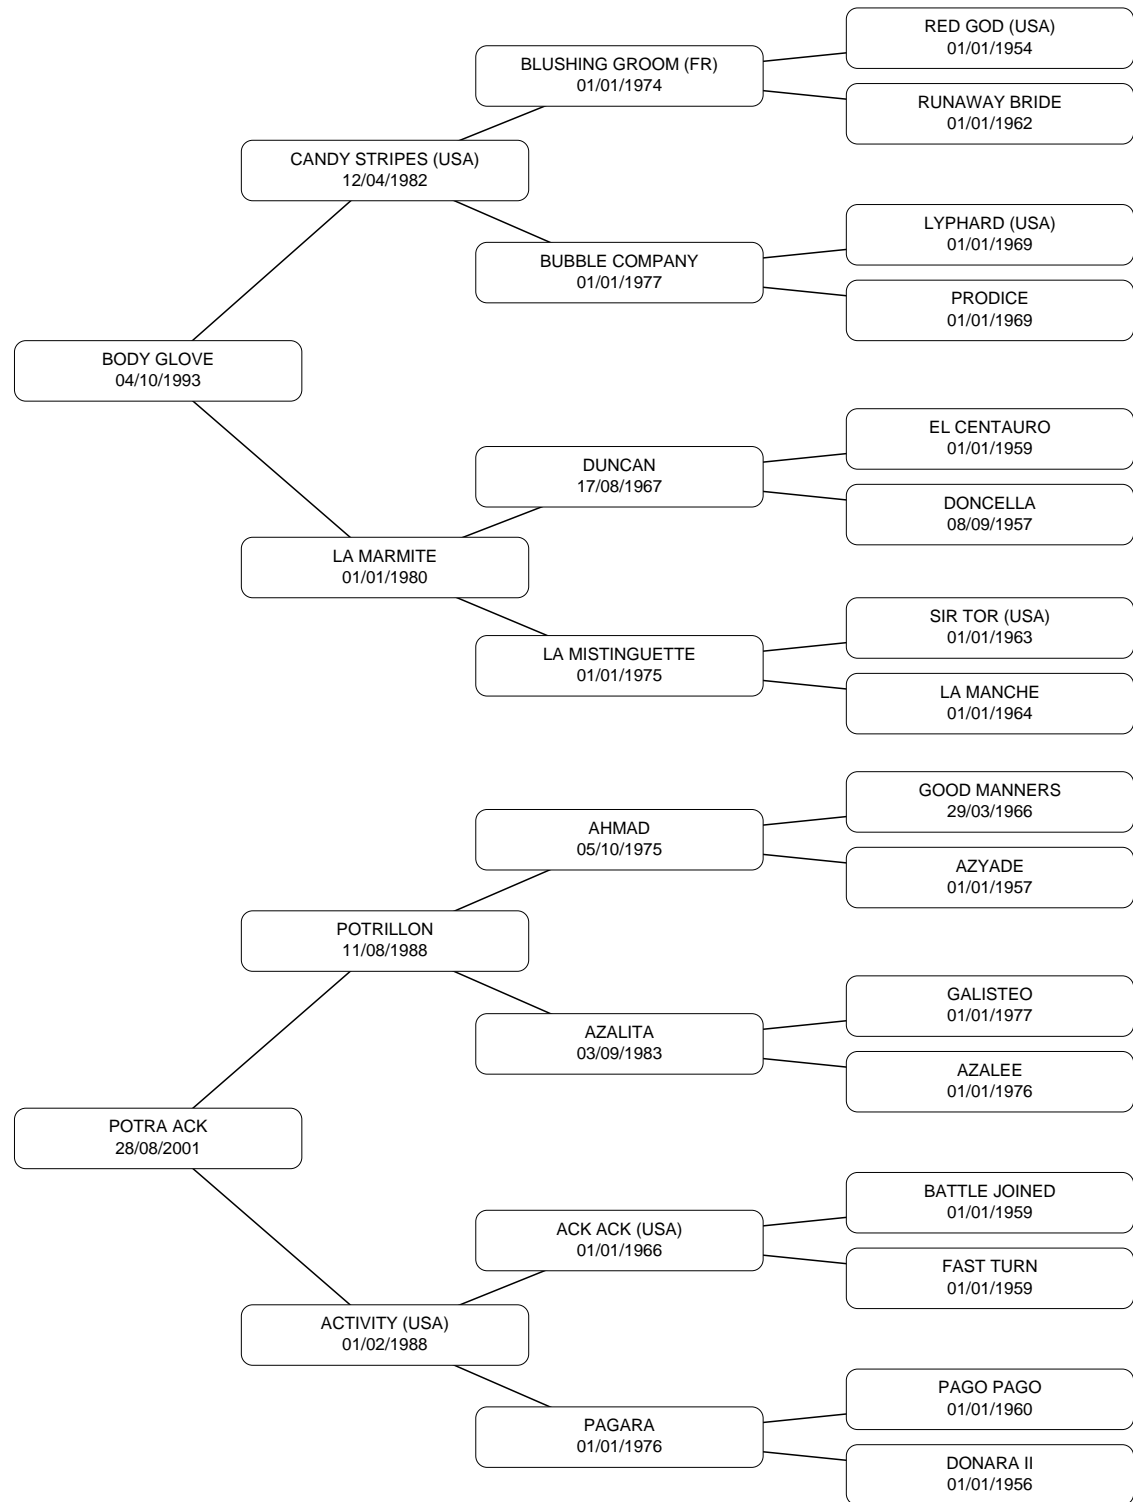 RED GOD (USA)
01/01/1954
BLUSHING GROOM (FR)
01/01/1974
RUNAWAY BRIDE
01/01/1962
CANDY STRIPES (USA)
12/04/1982
LYPHARD (USA)
01/01/1969
BUBBLE COMPANY
01/01/1977
PRODICE
01/01/1969
BODY GLOVE
04/10/1993
EL CENTAURO
01/01/1959
DUNCAN
17/08/1967
DONCELLA
08/09/1957
LA MARMITE
01/01/1980
SIR TOR (USA)
01/01/1963
LA MISTINGUETTE
01/01/1975
LA MANCHE
01/01/1964
GOOD MANNERS
29/03/1966
AHMAD
05/10/1975
AZYADE
01/01/1957
POTRILLON
11/08/1988
GALISTEO
01/01/1977
AZALITA
03/09/1983
AZALEE
01/01/1976
POTRA ACK
28/08/2001
BATTLE JOINED
01/01/1959
ACK ACK (USA)
01/01/1966
FAST TURN
01/01/1959
ACTIVITY (USA)
01/02/1988
PAGO PAGO
01/01/1960
PAGARA
01/01/1976
DONARA II
01/01/1956